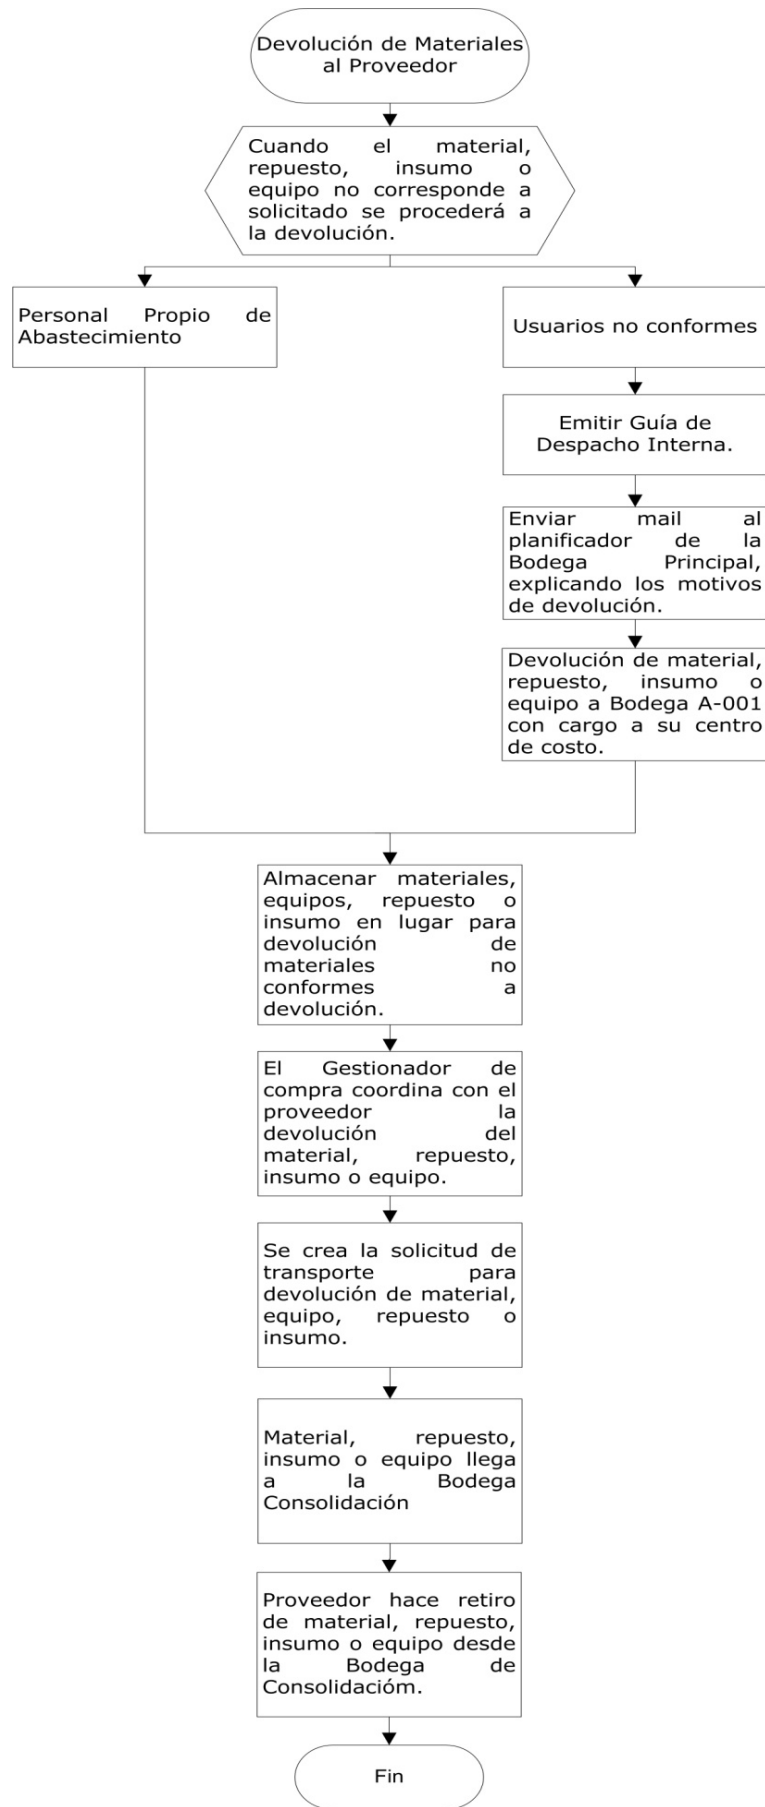 Devolución de Materiales
al Proveedor
Cuando el material,
repuesto, insumo o
equipo no corresponde a
solicitado se procederá a
la devolución.
Personal Propio de
Abastecimiento
Usuarios no conformes
Emitir Guía de
Despacho Interna.
Enviar mail al
planificador de la
Bodega Principal,
explicando los motivos
de devolución.
Devolución de material,
repuesto, insumo o
equipo a Bodega A-001
con cargo a su centro
de costo.
Almacenar materiales,
equipos, repuesto o
insumo en lugar para
devolución de
materiales no
conformes a
devolución.
El Gestionador de
compra coordina con el
proveedor la
devolución del
material, repuesto,
insumo o equipo.
Se crea la solicitud de
transporte para
devolución de material,
equipo, repuesto o
insumo.
Material, repuesto,
insumo o equipo llega
a la Bodega
Consolidación
Proveedor hace retiro
de material, repuesto,
insumo o equipo desde
la Bodega de
Consolidacióm.
Fin